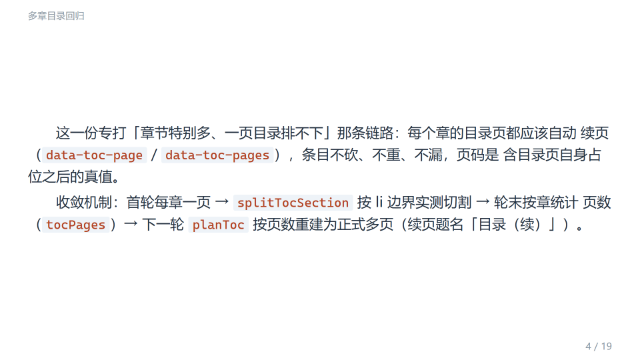 多章目录回归
这一份专打「章节特别多、一页目录排不下」那条链路：每个章的目录页都应该自动 续页
（data-toc-page / data-toc-pages），条目不砍、不重、不漏，页码是 含目录页自身占
位之后的真值。
收敛机制：首轮每章一页 → splitTocSection 按 li 边界实测切割 → 轮末按章统计 页数
（tocPages）→ 下一轮 planToc 按页数重建为正式多页（续页题名「目录（续）」）。
4 / 19